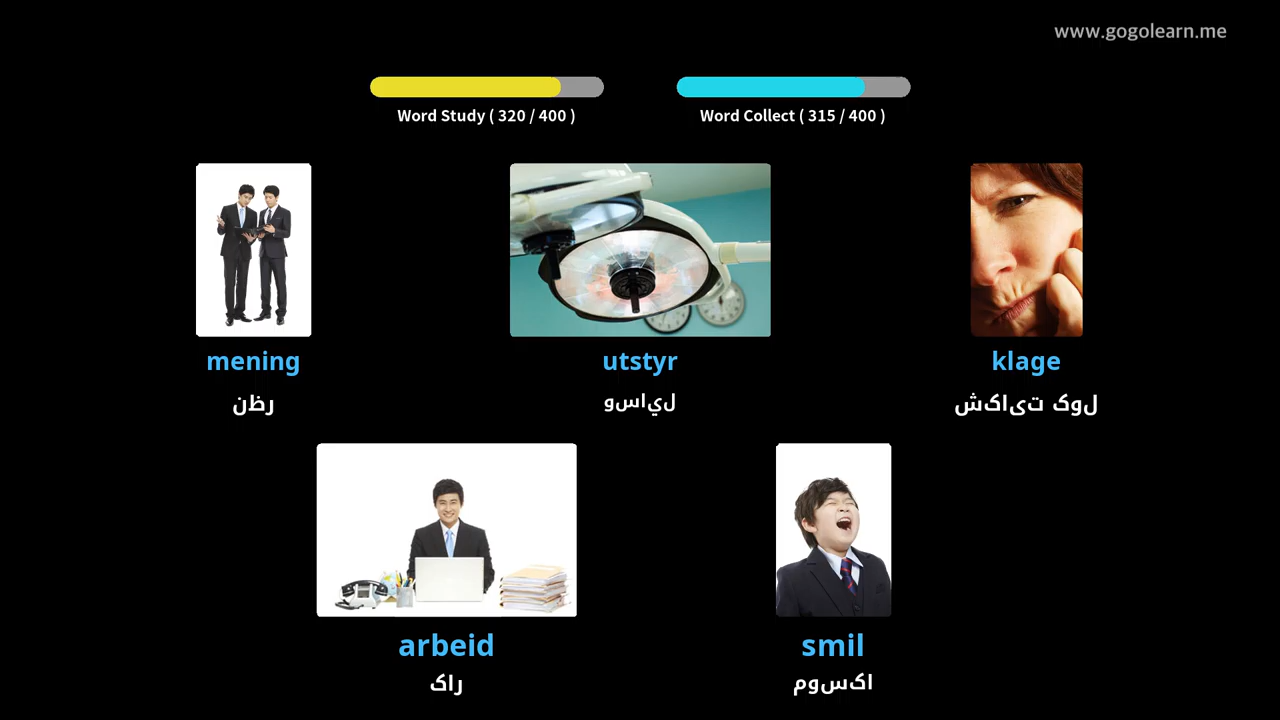 www.gogolearn.me
Word Study ( 320 / 400 )
Word Collect ( 315 / 400 )
mening
utstyr
klage
رظن
لياسو
لوک تیاکش
arbeid
smil
راک
اکسوم